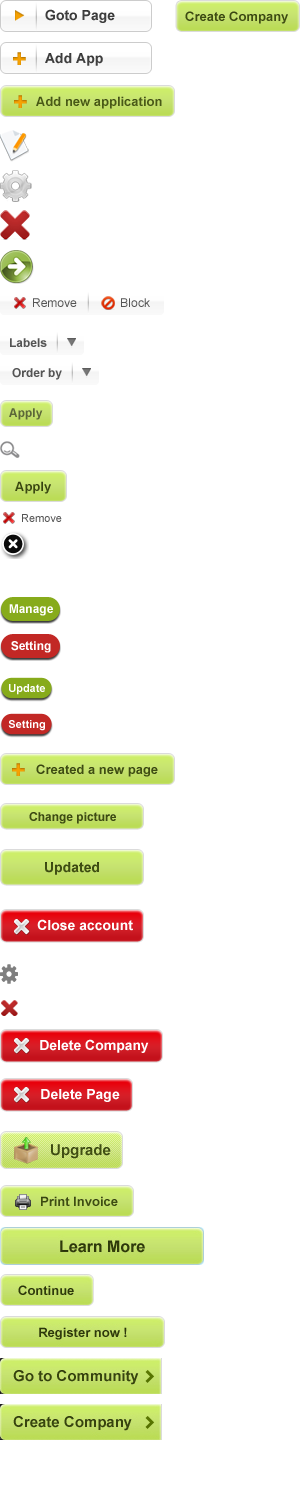 Goto Page
Create Company
Add App
Add new application
Remove
Block
Labels
Order by
Apply
Apply
Remove
Manage
Setting
Update
Setting
Created a new page
Change picture
Updated
Close account
Delete Company
Delete Page
Upgrade
Print Invoice
Learn More
Continue
Register now !
Go to Community
Create Company